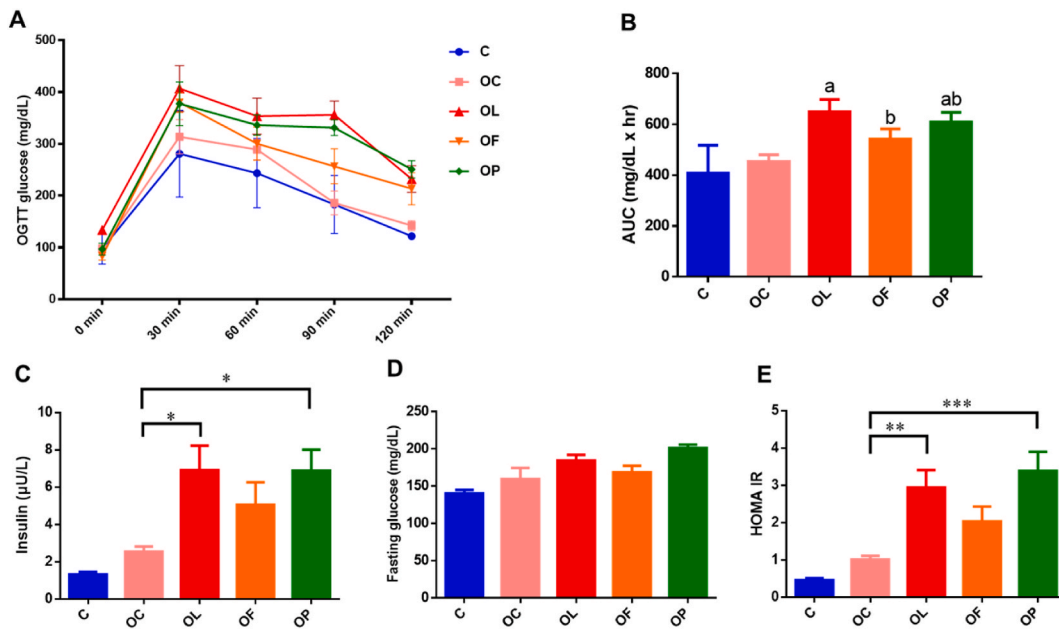 A
OGTT glucose (mg/dL)
500
400
300
200
100
0
0 min
30 min
60 min
90 min
120 min
C
OC
OL
OF
OP
B
AUC (mg/dL x hr)
800
600
400
200
0
a
b
ab
C
OC
OL
OF
OP
C
Insulin (μU/L)
10
8
6
4
2
0
*
*
C
OC
OL
OF
OP
D
Fasting glucose (mg/dL)
250
200
150
100
50
0
C
OC
OL
OF
OP
E
HOMA IR
5
4
3
2
1
0
**
***
C
OC
OL
OF
OP